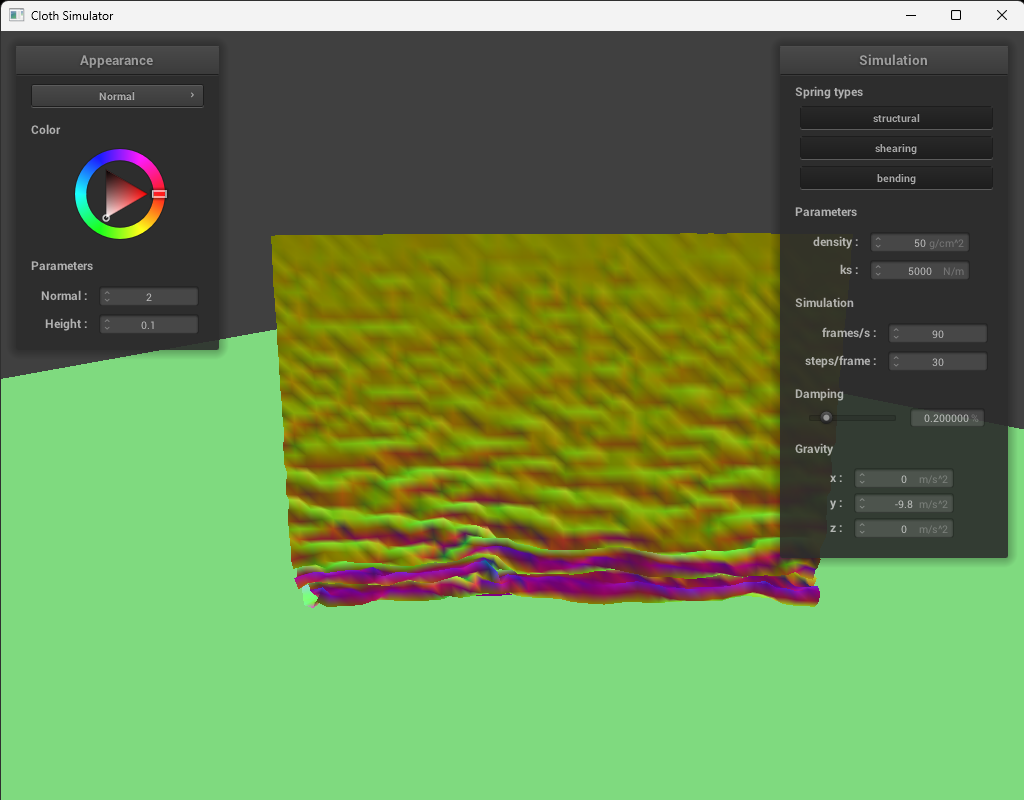 Cloth Simulator
Appearance
Normal
Color
Parameters
Normal : 2
Height : 0.1
Simulation
Spring types
structural
shearing
bending
Parameters
density : 50 g/cm^2
ks : 5000 N/m
Simulation
frames/s : 90
steps/frame : 30
Damping
0.200000 %
Gravity
x : 0 m/s^2
y : -9.8 m/s^2
z : 0 m/s^2